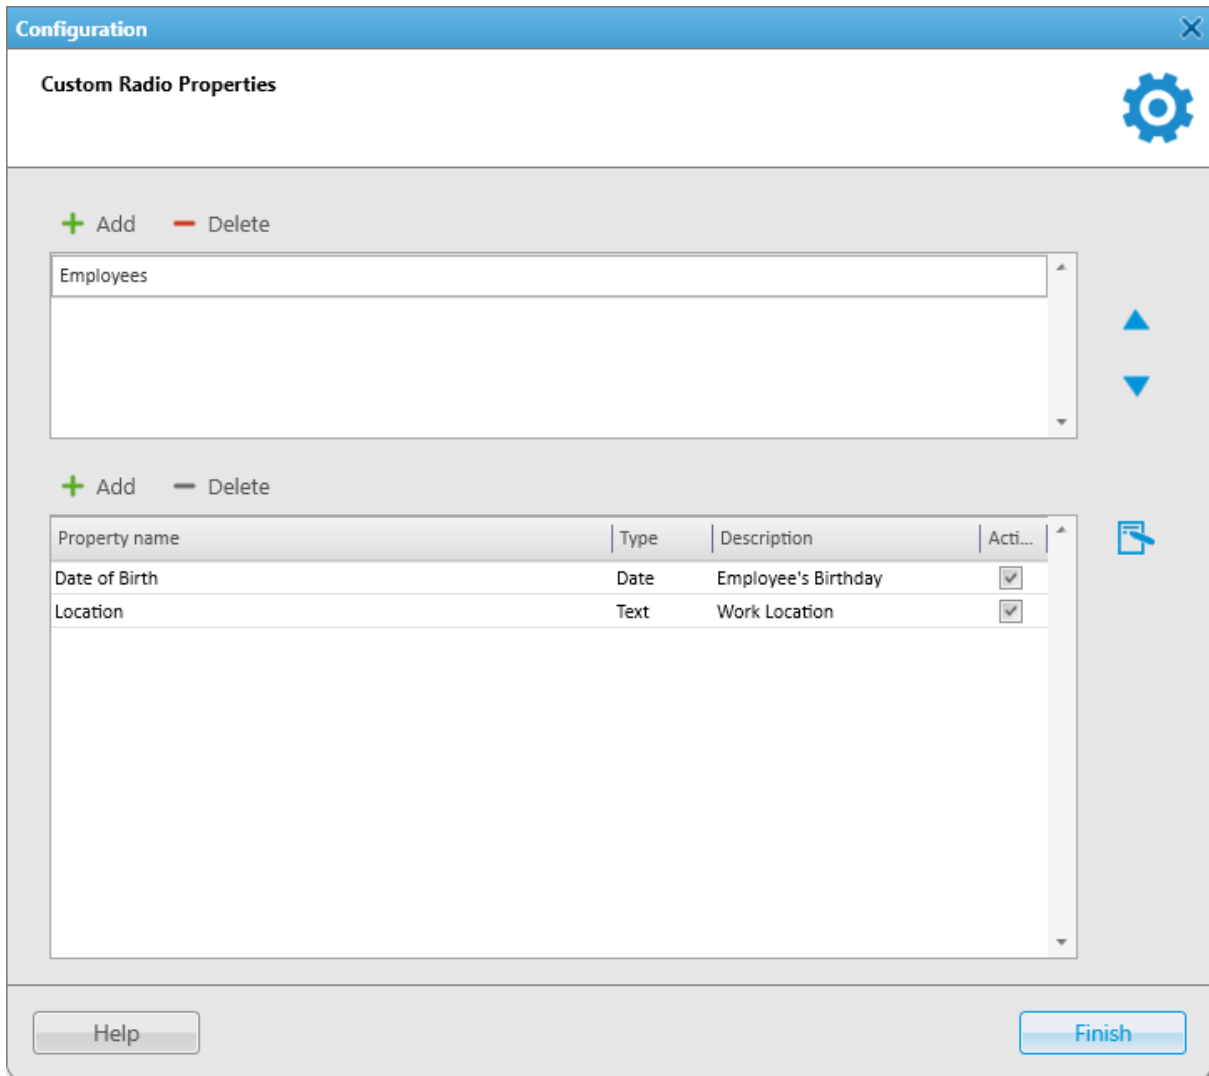 Configuration
Custom Radio Properties
Add Delete
Employees
Add Delete
Property name Type Description Acti...
Date of Birth Date Employee's Birthday
Location Text Work Location
Help Finish